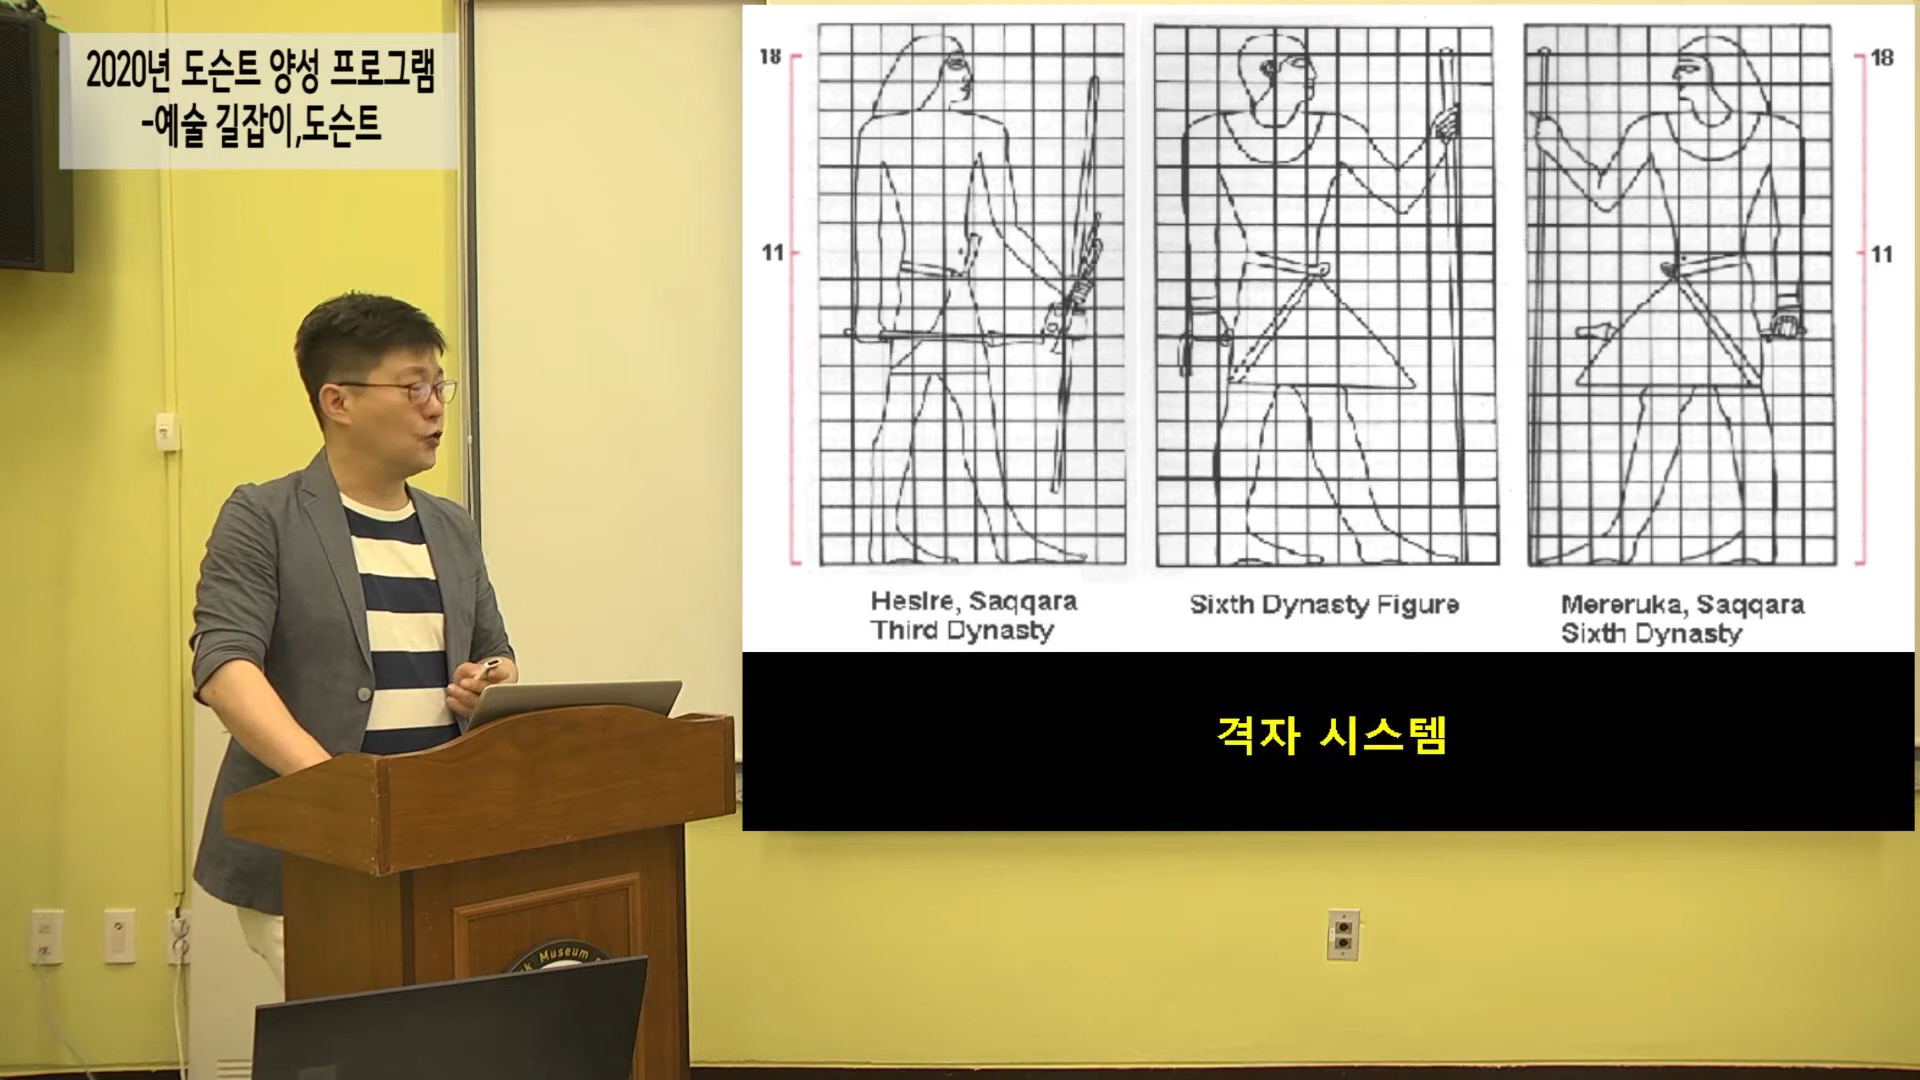 2020년 도슨트 양성 프로그램
-예술 길잡이,도슨트
18
11
18
11
Hesire, Saqqara
Third Dynasty
Sixth Dynasty Figure
Mereruka, Saqqara
Sixth Dynasty
격자 시스템
Museum